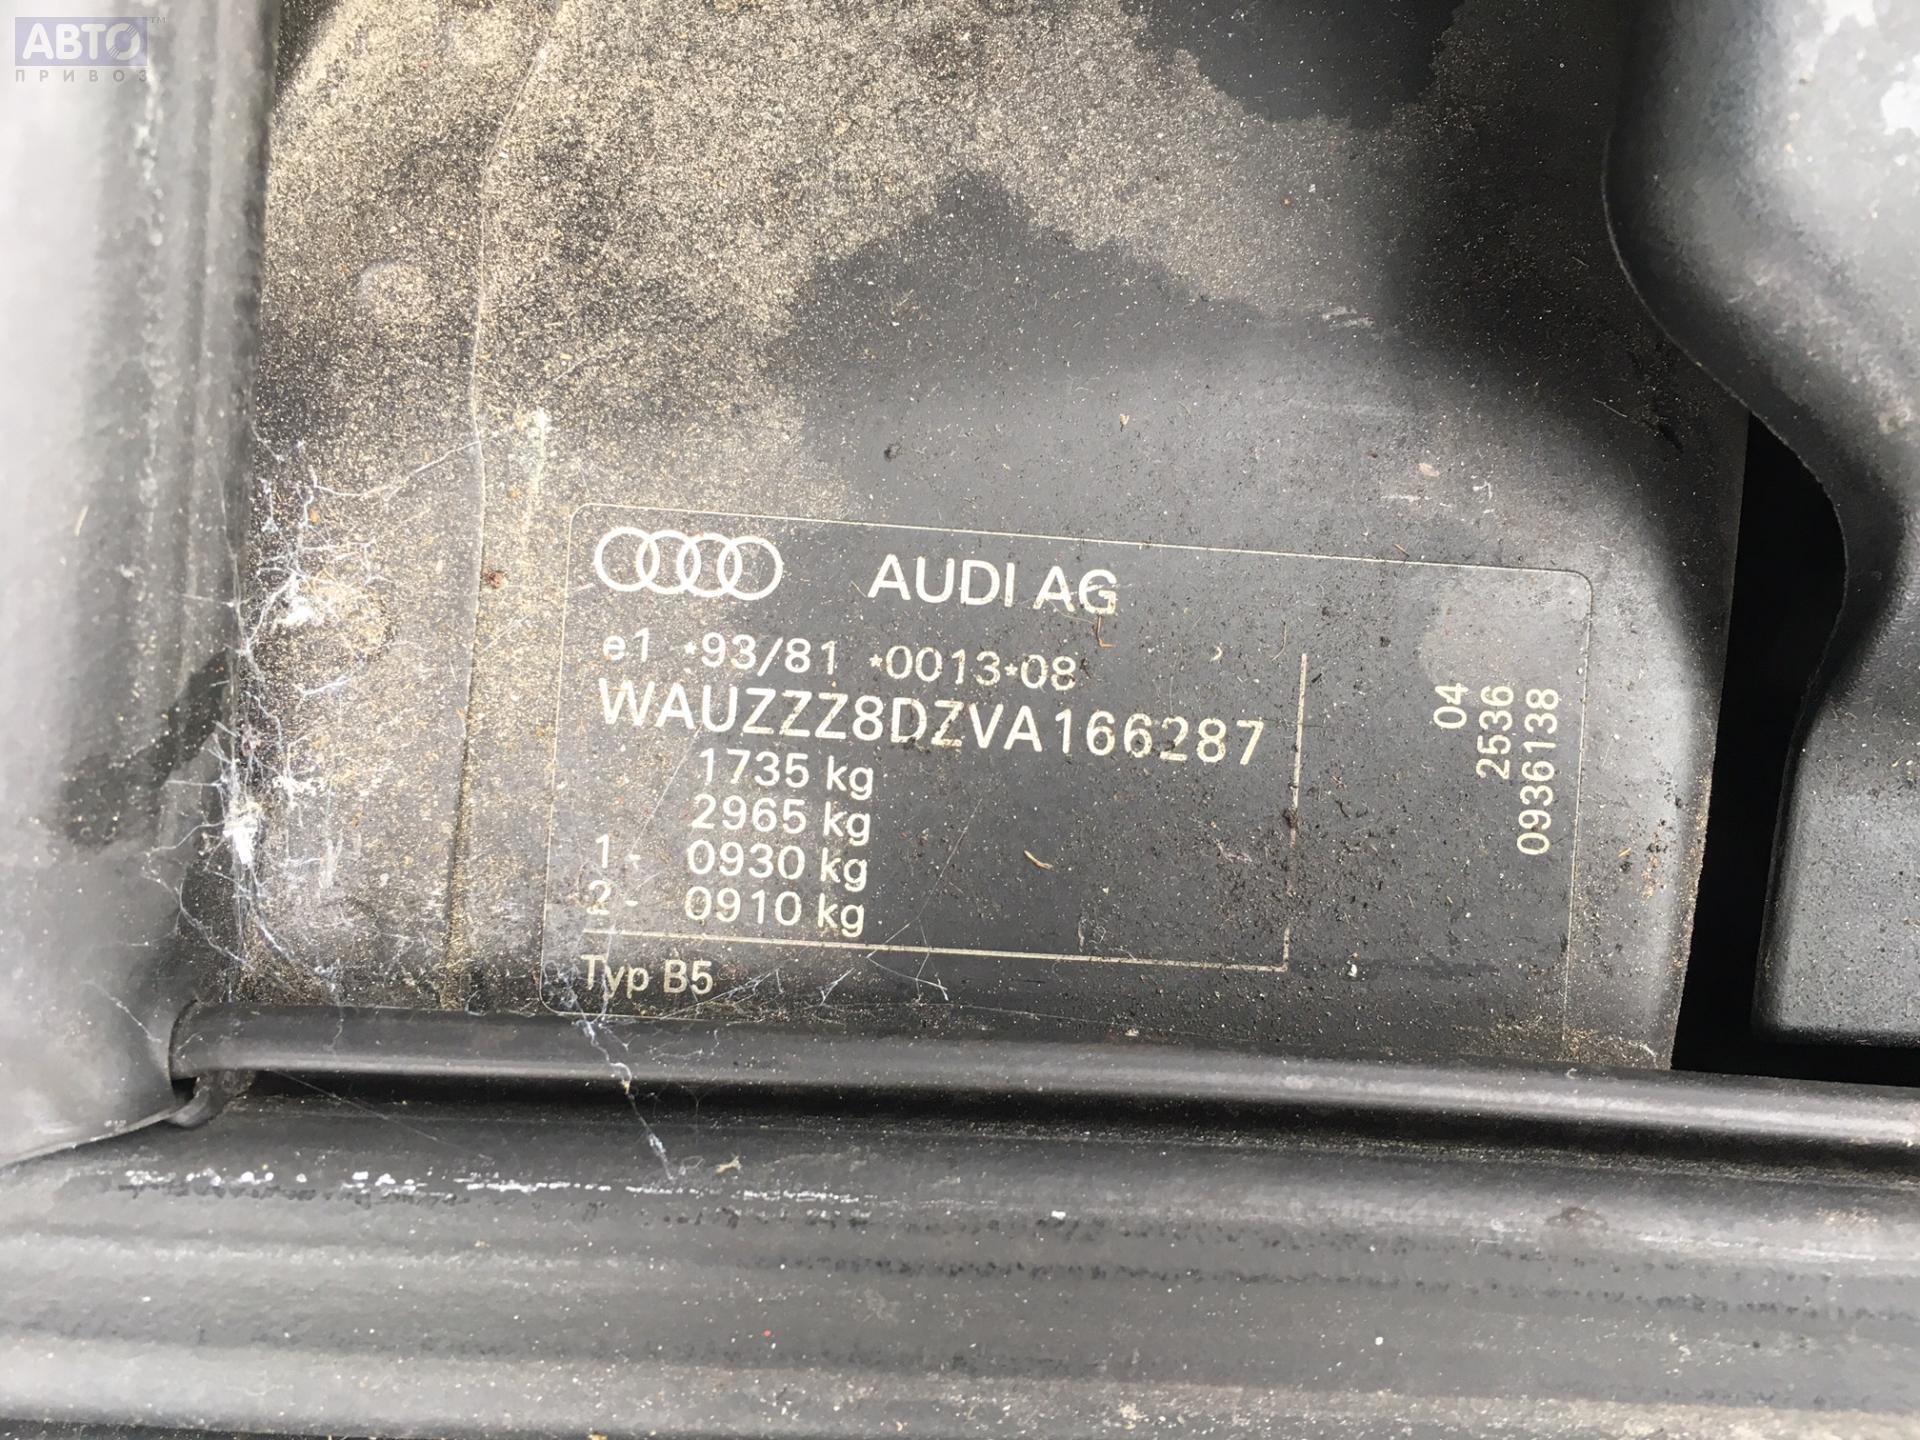 АВТО™
ПРИВОЗ
AUDI AG
e1 *93/81 *0013*08
WAUZZZ8DZVA166287
1735 kg
2965 kg
1- 0930 kg
2- 0910 kg
Typ B5
04
2536
0936138